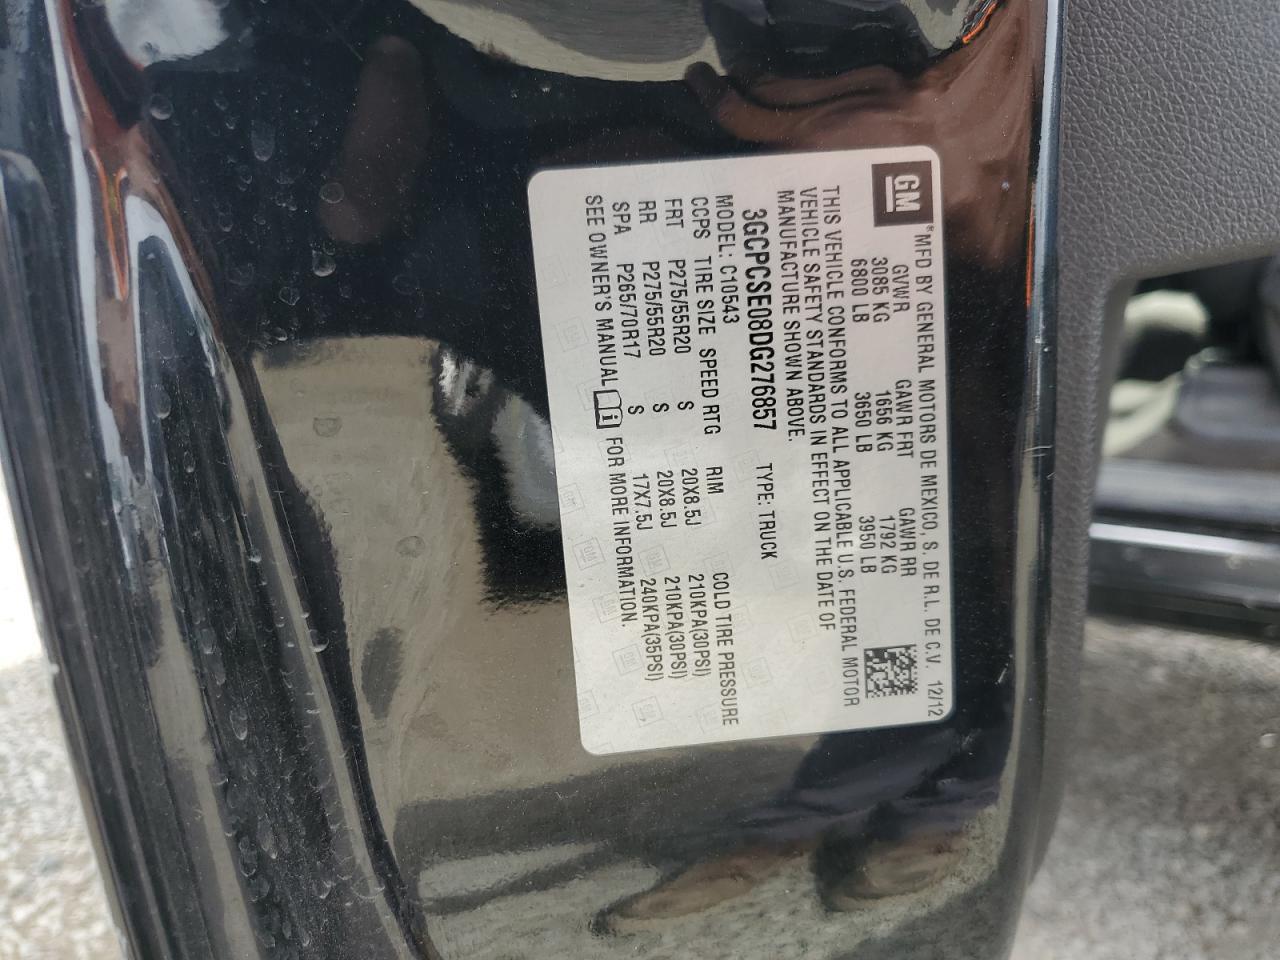 GM
*MFD BY GENERAL MOTORS DE MEXICO, S. DE R.L. DE C.V. 12/12
GVWR GAWR FRT GAWR RR
3085 KG 1656 KG 1792 KG
6800 LB 3650 LB 3950 LB
THIS VEHICLE CONFORMS TO ALL APPLICABLE U.S. FEDERAL MOTOR
VEHICLE SAFETY STANDARDS IN EFFECT ON THE DATE OF
MANUFACTURE SHOWN ABOVE.
3GCPCSE08DG276857 TYPE: TRUCK
MODEL: C10543
CCPS TIRE SIZE SPEED RTG RIM COLD TIRE PRESSURE
FRT P275/55R20 S 20X8.5J 210KPA(30PSI)
RR P275/55R20 S 20X8.5J 210KPA(30PSI)
SPA P265/70R17 S 17X7.5J 240KPA(35PSI)
SEE OWNER'S MANUAL i FOR MORE INFORMATION.